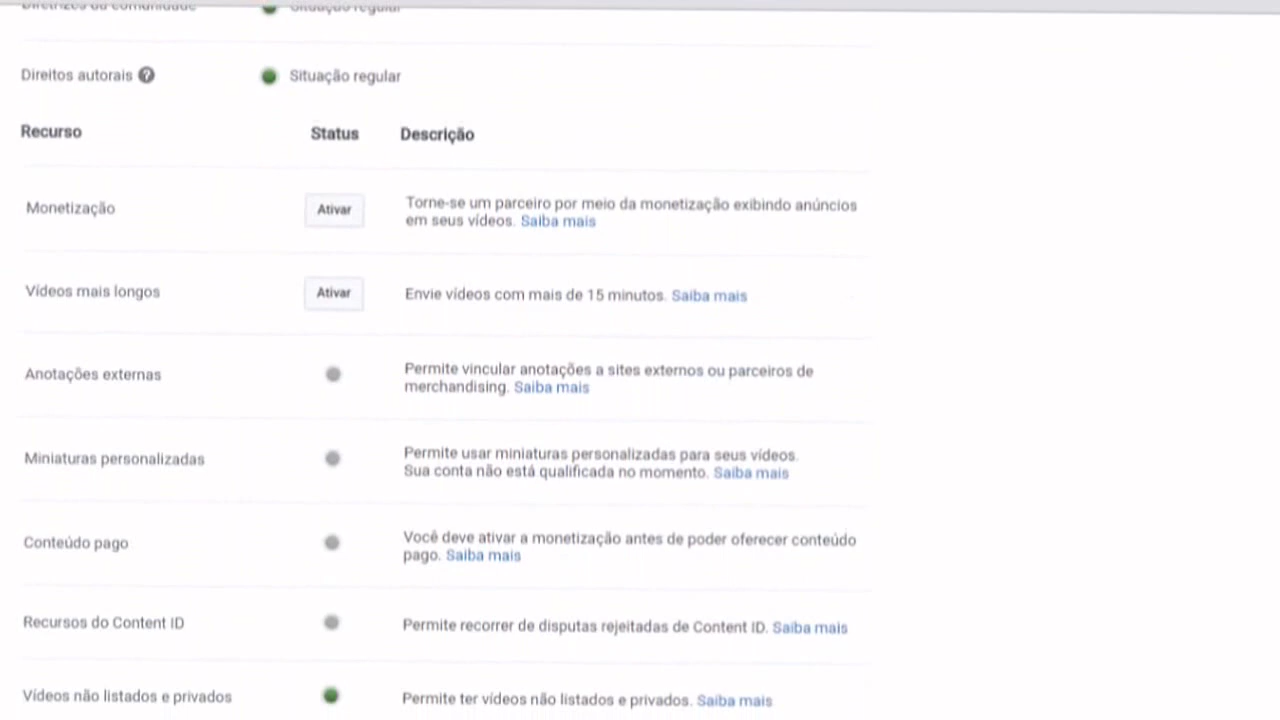 Diretrizes da comunidade
Situação regular
Direitos autorais ?
Situação regular
Recurso
Status
Descrição
Monetização
Ativar
Torne-se um parceiro por meio da monetização exibindo anúncios
em seus vídeos. Saiba mais
Vídeos mais longos
Ativar
Envie vídeos com mais de 15 minutos. Saiba mais
Anotações externas
Permite vincular anotações a sites externos ou parceiros de
merchandising. Saiba mais
Miniaturas personalizadas
Permite usar miniaturas personalizadas para seus vídeos.
Sua conta não está qualificada no momento. Saiba mais
Conteúdo pago
Você deve ativar a monetização antes de poder oferecer conteúdo
pago. Saiba mais
Recursos do Content ID
Permite recorrer de disputas rejeitadas de Content ID. Saiba mais
Vídeos não listados e privados
Permite ter vídeos não listados e privados. Saiba mais